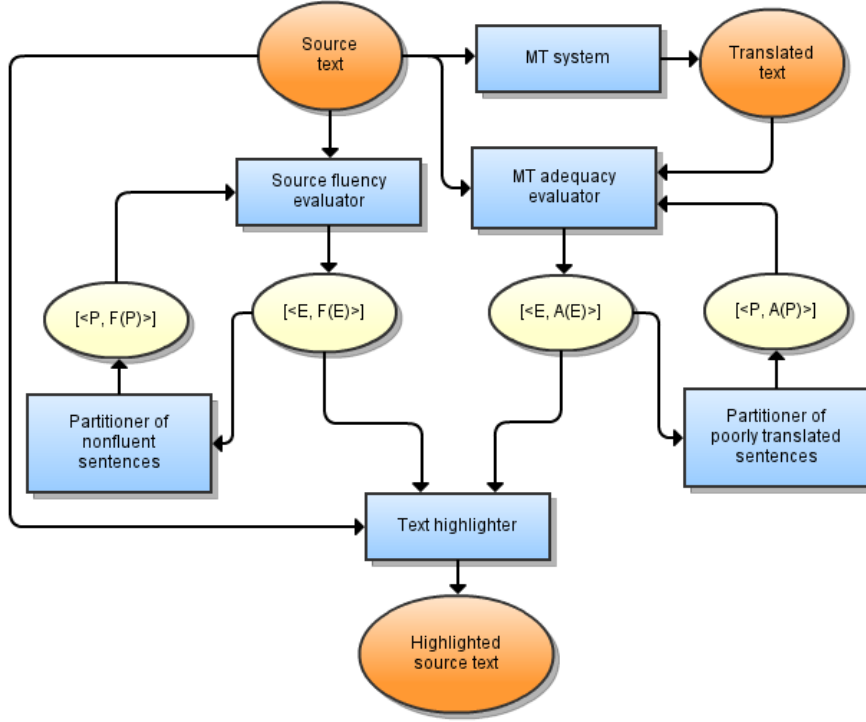 Source
text
MT system
Translated
text
Source fluency
evaluator
MT adequacy
evaluator
[<P, F(P)>]
[<E, F(E)>]
[<E, A(E)>]
[<P, A(P)>]
Partitioner of
nonfluent
sentences
Partitioner of
poorly translated
sentences
Text highlighter
Highlighted
source text